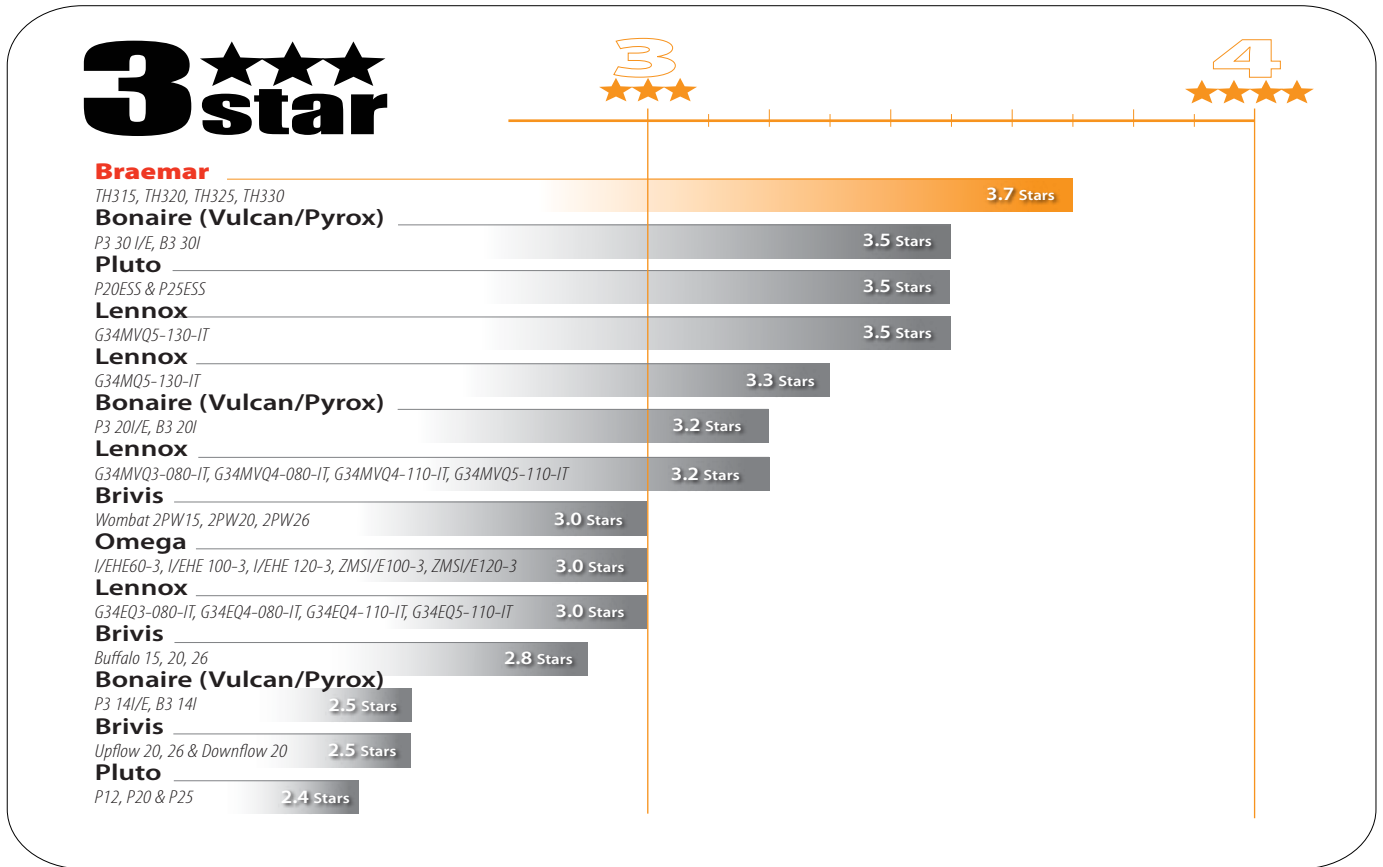 3 star
3
4
Braemar
TH315, TH320, TH325, TH330
3.7 Stars
Bonaire (Vulcan/Pyrox)
P3 30 I/E, B3 30I
3.5 Stars
Pluto
P20ESS & P25ESS
3.5 Stars
Lennox
G34MVQ5-130-IT
3.5 Stars
Lennox
G34MQ5-130-IT
3.3 Stars
Bonaire (Vulcan/Pyrox)
P3 20I/E, B3 20I
3.2 Stars
Lennox
G34MVQ3-080-IT, G34MVQ4-080-IT, G34MVQ4-110-IT, G34MVQ5-110-IT
3.2 Stars
Brivis
Wombat 2PW15, 2PW20, 2PW26
3.0 Stars
Omega
I/EHE60-3, I/EHE 100-3, I/EHE 120-3, ZMSI/E100-3, ZMSI/E120-3
3.0 Stars
Lennox
G34EQ3-080-IT, G34EQ4-080-IT, G34EQ4-110-IT, G34EQ5-110-IT
3.0 Stars
Brivis
Buffalo 15, 20, 26
2.8 Stars
Bonaire (Vulcan/Pyrox)
P3 14I/E, B3 14I
2.5 Stars
Brivis
Upflow 20, 26 & Downflow 20
2.5 Stars
Pluto
P12, P20 & P25
2.4 Stars